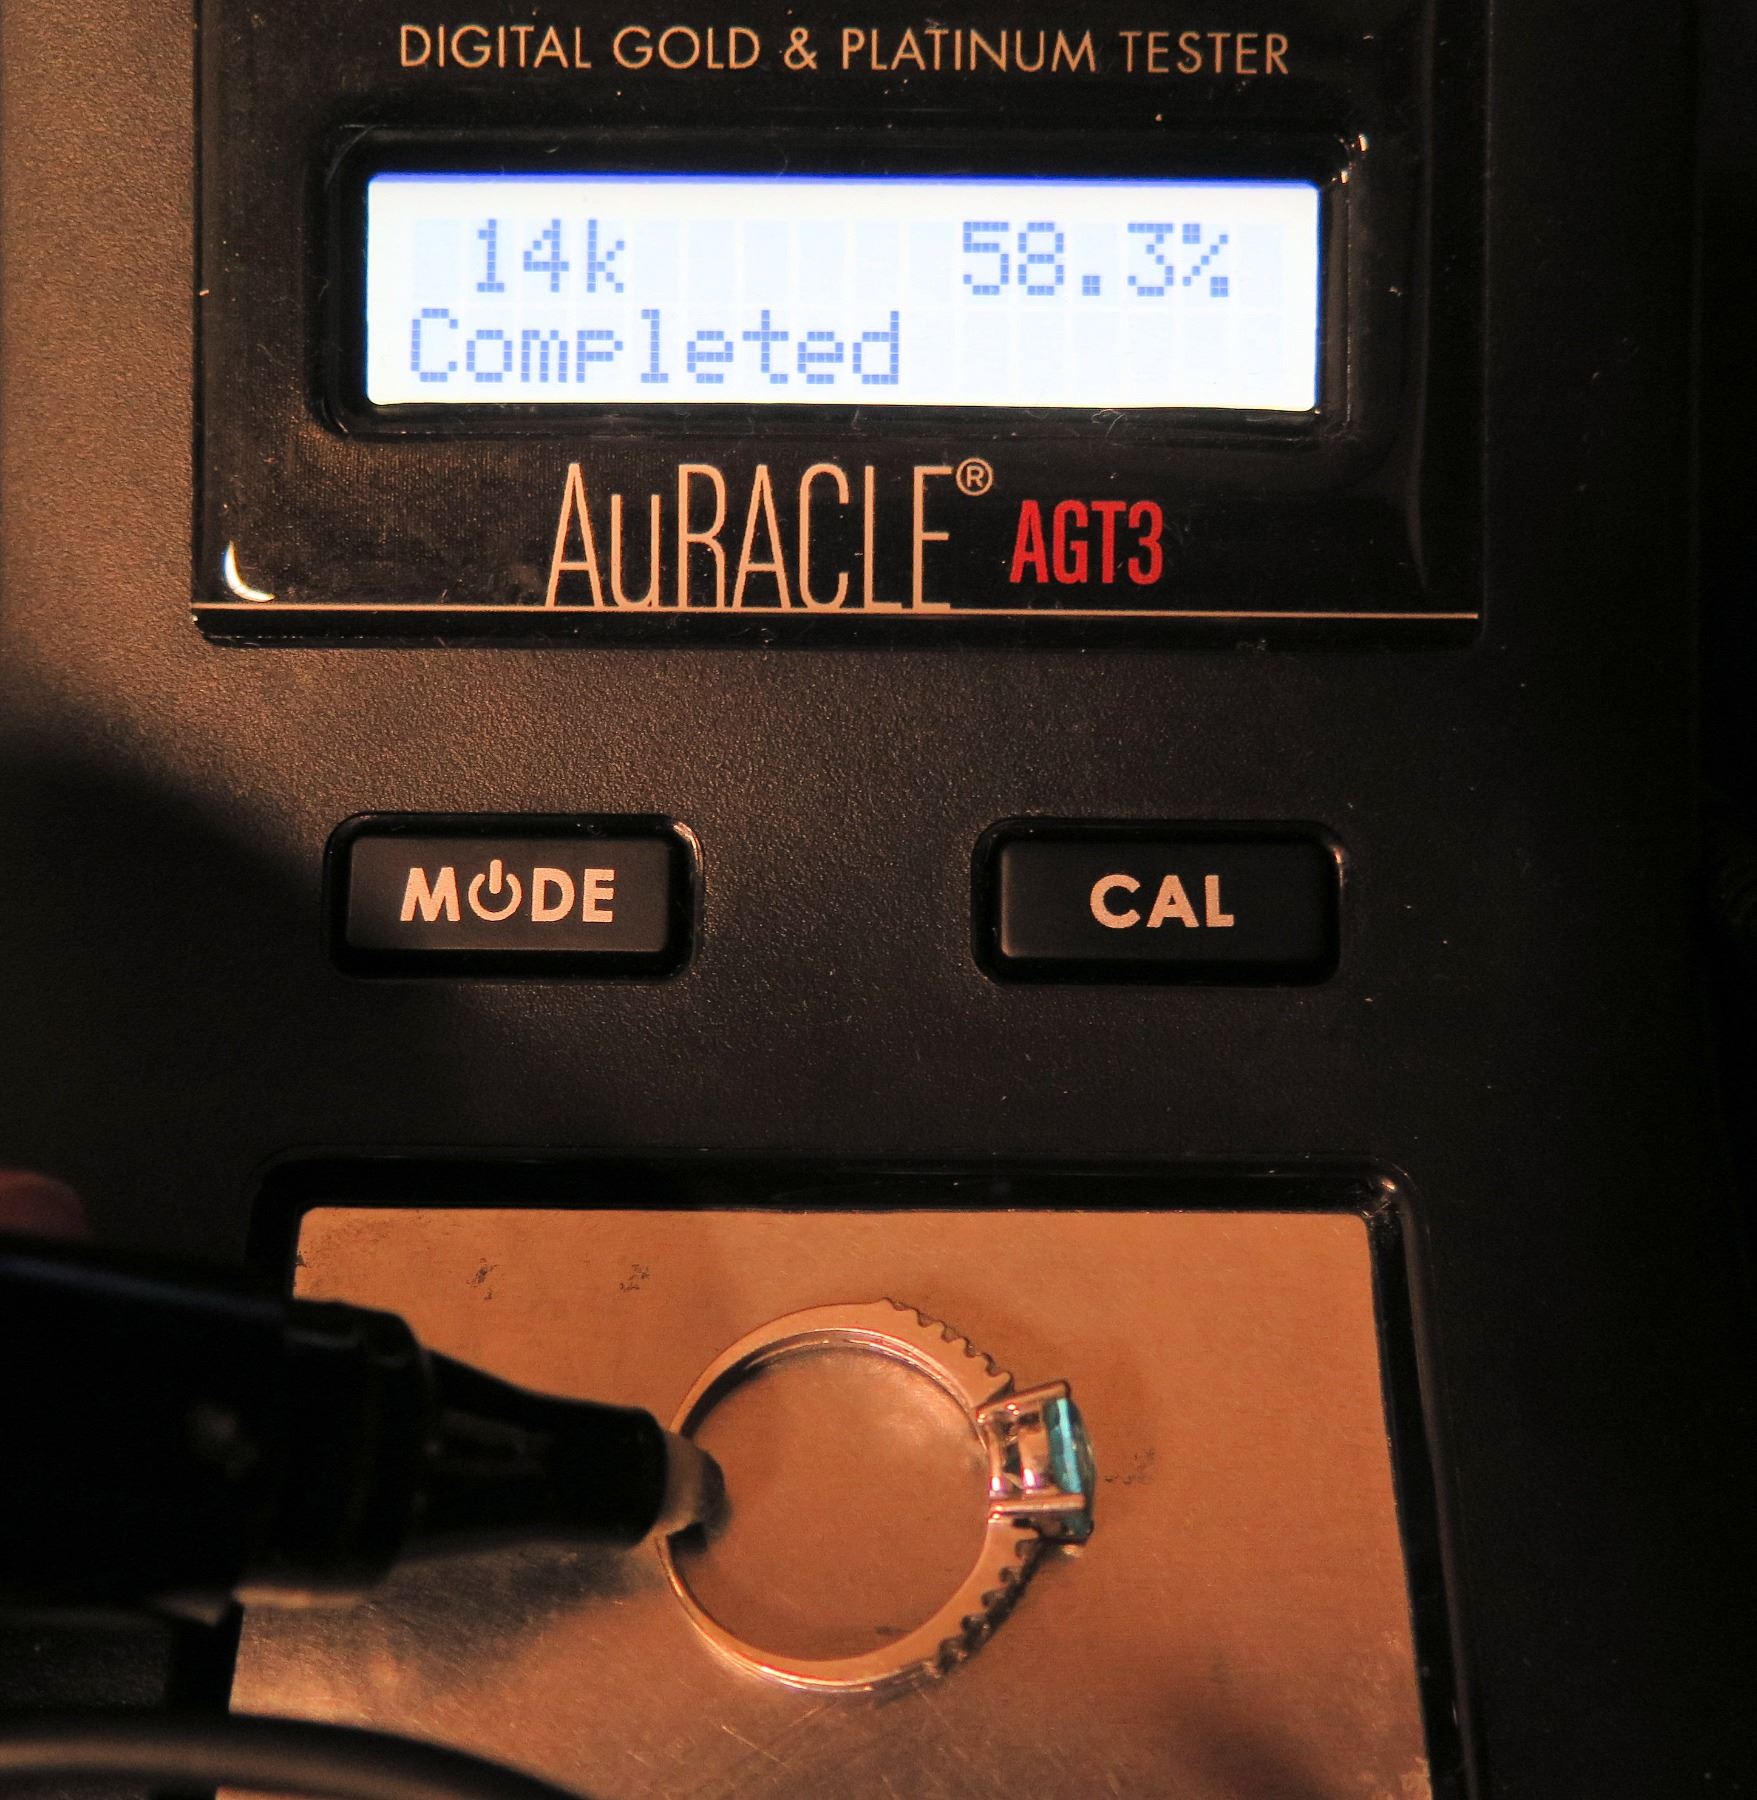 DIGITAL GOLD & PLATINUM TESTER
14k 58.3%
Completed
AuRACLE® AGT3
MODE CAL